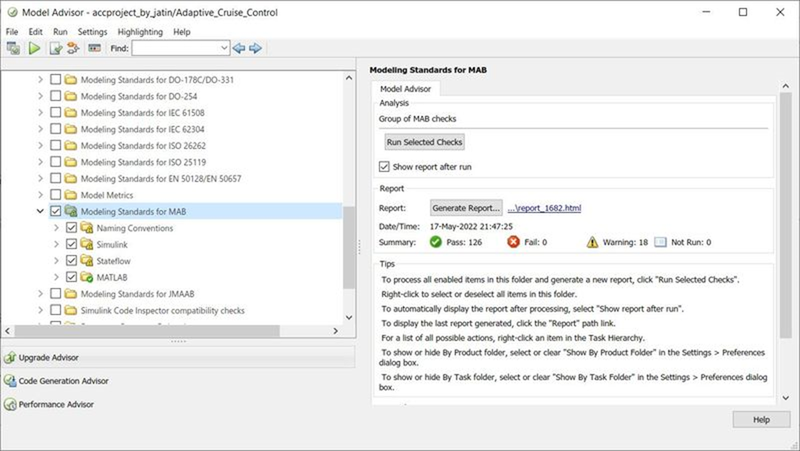 Model Advisor - accproject_by_jatin/Adaptive_Cruise_Control
File Edit Run Settings Highlighting Help
Find:
Modeling Standards for DO-178C/DO-331
Modeling Standards for DO-254
Modeling Standards for IEC 61508
Modeling Standards for IEC 62304
Modeling Standards for ISO 26262
Modeling Standards for ISO 25119
Modeling Standards for EN 50128/EN 50657
Model Metrics
Modeling Standards for MAB
Naming Conventions
Simulink
Stateflow
MATLAB
Modeling Standards for JMAAB
Simulink Code Inspector compatibility checks
Upgrade Advisor
Code Generation Advisor
Performance Advisor
Modeling Standards for MAB
Model Advisor
Analysis
Group of MAB checks
Run Selected Checks
Show report after run
Report
Report: Generate Report... ...\report_1682.html
Date/Time: 17-May-2022 21:47:25
Summary: Pass: 126 Fail: 0 Warning: 18 Not Run: 0
Tips
To process all enabled items in this folder and generate a new report, click "Run Selected Checks".
Right-click to select or deselect all items in this folder.
To automatically display the report after processing, select "Show report after run".
To display the last report generated, click the "Report" path link.
For a list of all possible actions, right-click an item in the Task Hierarchy.
To show or hide By Product folder, select or clear "Show By Product Folder" in the Settings > Preferences
dialog box.
To show or hide By Task folder, select or clear "Show By Task Folder" in the Settings > Preferences dialog
box.
Help